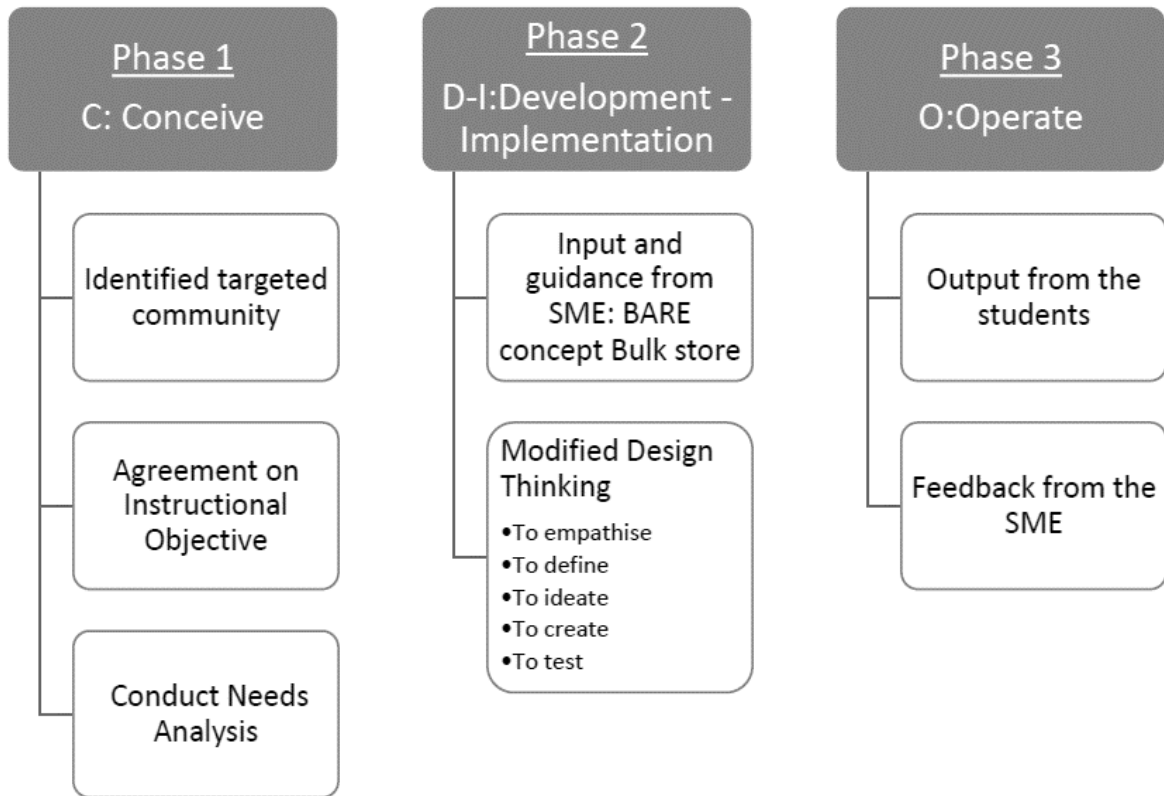 Phase 1
C: Conceive
Identified targeted
community
Agreement on
Instructional
Objective
Conduct Needs
Analysis
Phase 2
D-I:Development -
Implementation
Input and
guidance from
SME: BARE
concept Bulk store
Modified Design
Thinking
•To empathise
•To define
•To ideate
•To create
•To test
Phase 3
O:Operate
Output from the
students
Feedback from the
SME